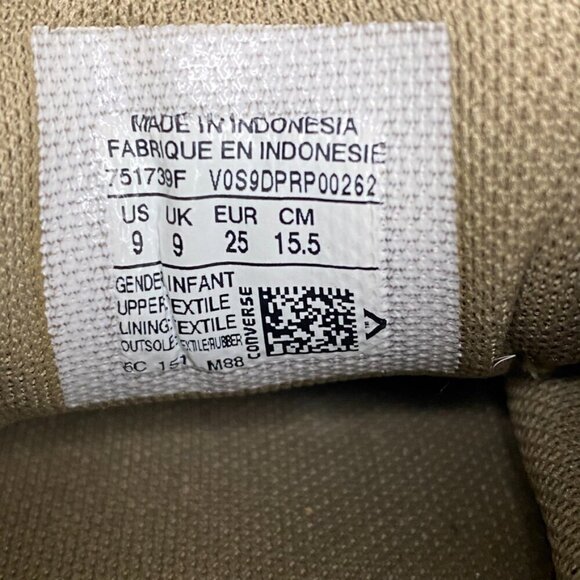 MADE IN INDONESIA
FABRIQUE EN INDONESIE
751739F V0S9DPRP00262
US UK EUR CM
9 9 25 15.5
GENDER: INFANT
UPPER: TEXTILE
LINING: TEXTILE
OUTSOLE: TEXTILE/RUBBER
M88
CONVERSE